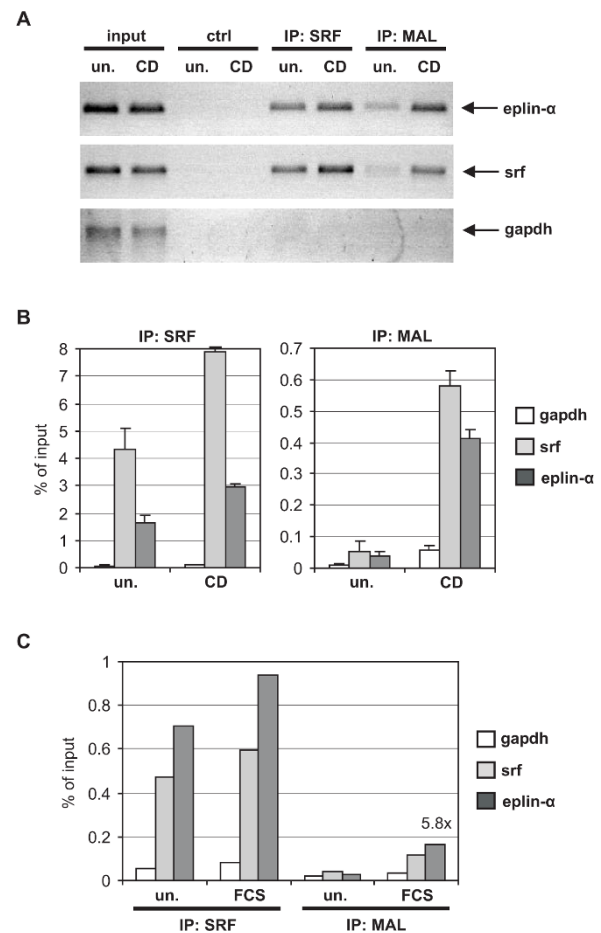 A
input ctrl IP: SRF IP: MAL
un. CD un. CD un. CD un. CD
eplin-α
srf
gapdh
B
IP: SRF
% of input
8
7
6
5
4
3
2
1
0
un. CD
IP: MAL
0.7
0.6
0.5
0.4
0.3
0.2
0.1
0
un. CD
gapdh
srf
eplin-α
C
% of input
1
0.8
0.6
0.4
0.2
0
5.8x
un. FCS un. FCS
IP: SRF IP: MAL
gapdh
srf
eplin-α